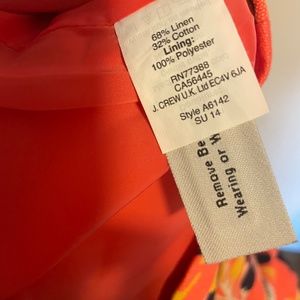 68% Linen
32% Cotton
Lining:
100% Polyester
RN77388
CA56445
J.CREW U.K. Ltd EC4V 6JA
Style A6142
SU 14
Remove Be
Wearing or W